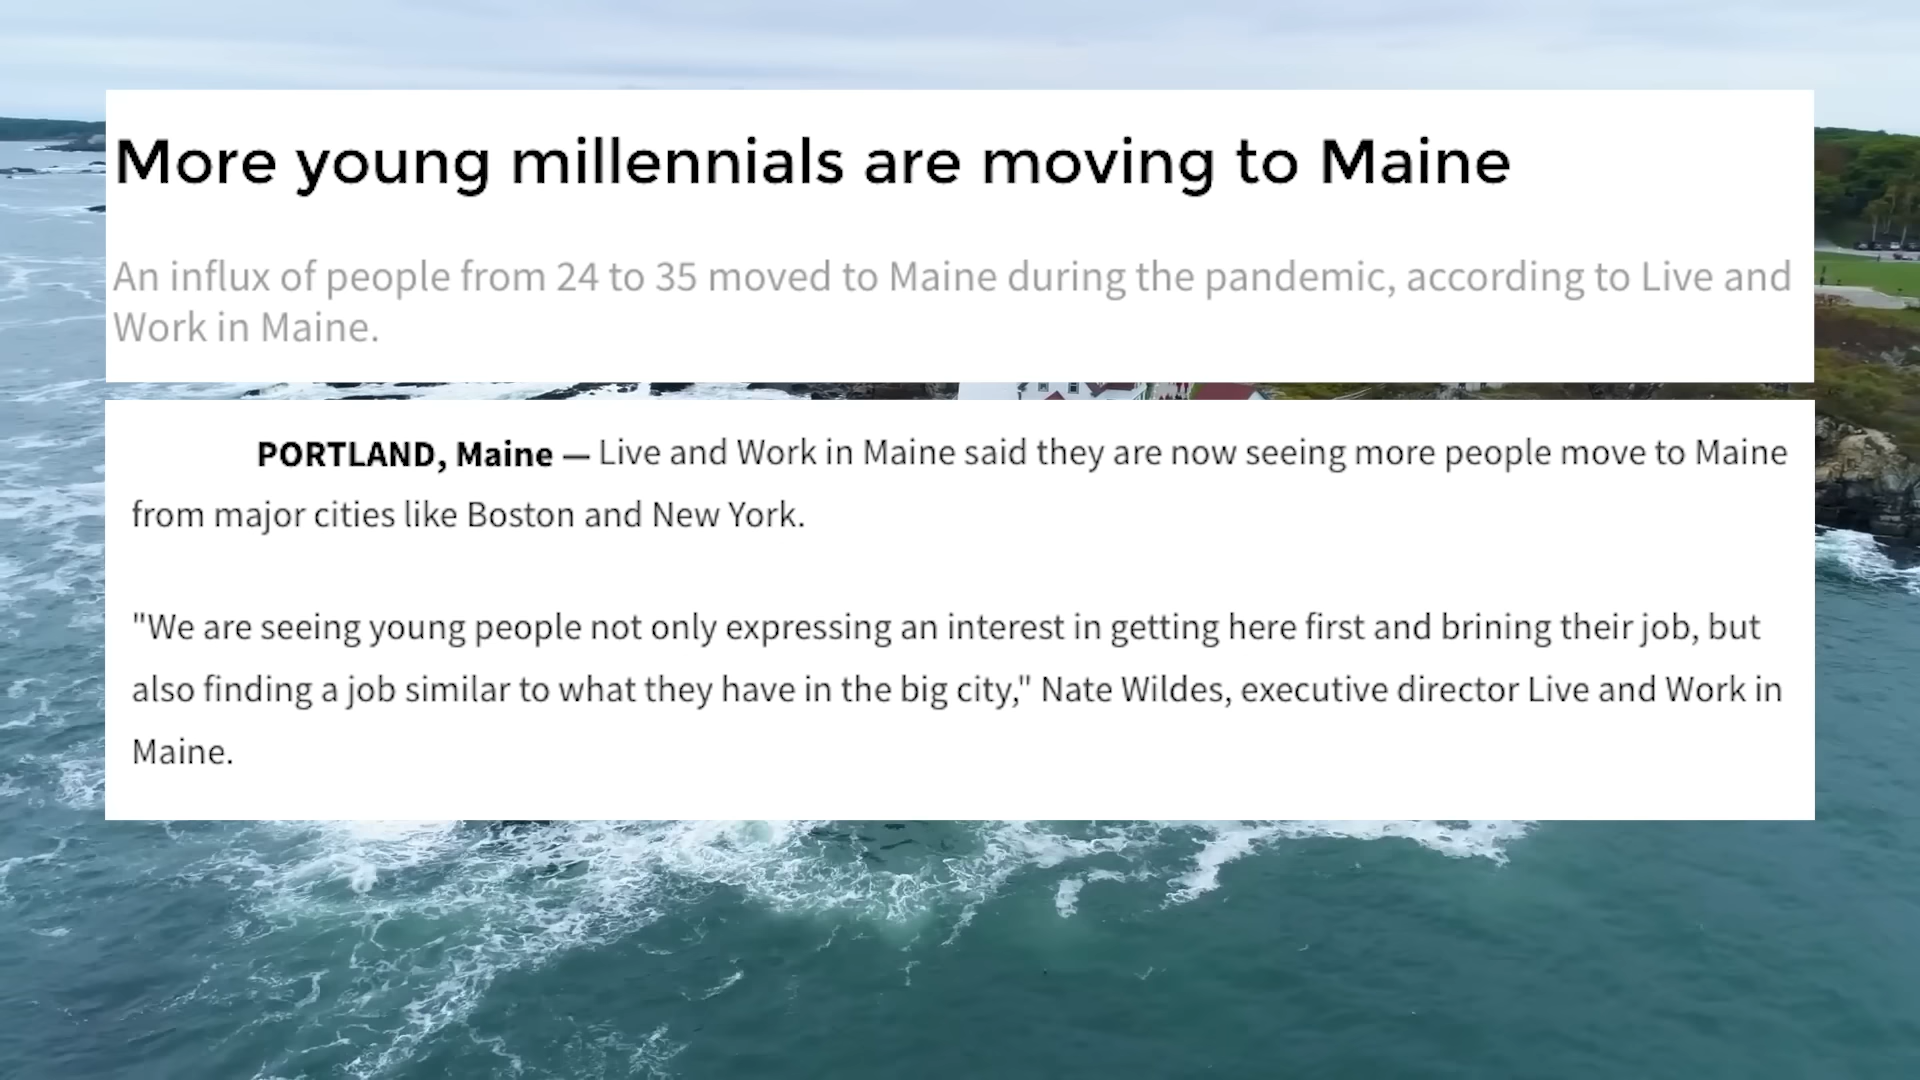 More young millennials are moving to Maine
An influx of people from 24 to 35 moved to Maine during the pandemic, according to Live and
Work in Maine.
PORTLAND, Maine — Live and Work in Maine said they are now seeing more people move to Maine
from major cities like Boston and New York.
"We are seeing young people not only expressing an interest in getting here first and brining their job, but
also finding a job similar to what they have in the big city," Nate Wildes, executive director Live and Work in
Maine.